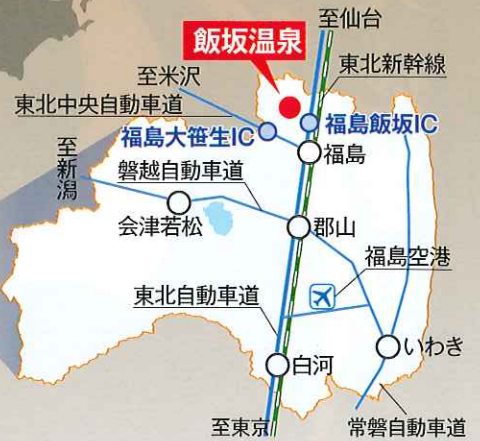 至仙台
飯坂温泉
東北新幹線
至米沢
東北中央自動車道
福島大笹生IC
福島飯坂IC
福島
至新潟
磐越自動車道
会津若松
郡山
福島空港
東北自動車道
いわき
白河
至東京
常磐自動車道